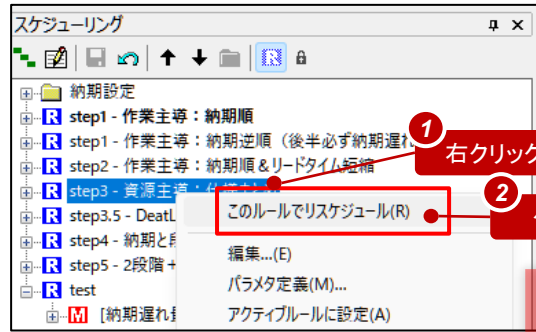 スケジューリング
納期設定
step1 - 作業主導：納期順
step1 - 作業主導：納期逆順（後半必ず納期遅れ
step2 - 作業主導：納期順＆リードタイム短縮
step3 - 資源主導：
step3.5 - DeatL
step4 - 納期と
step5 - 2段階＋
test
[納期遅れ
1
右クリック
2
このルールでリスケジュール(R)
編集...(E)
パラメタ定義(M)...
アクティブルールに設定(A)